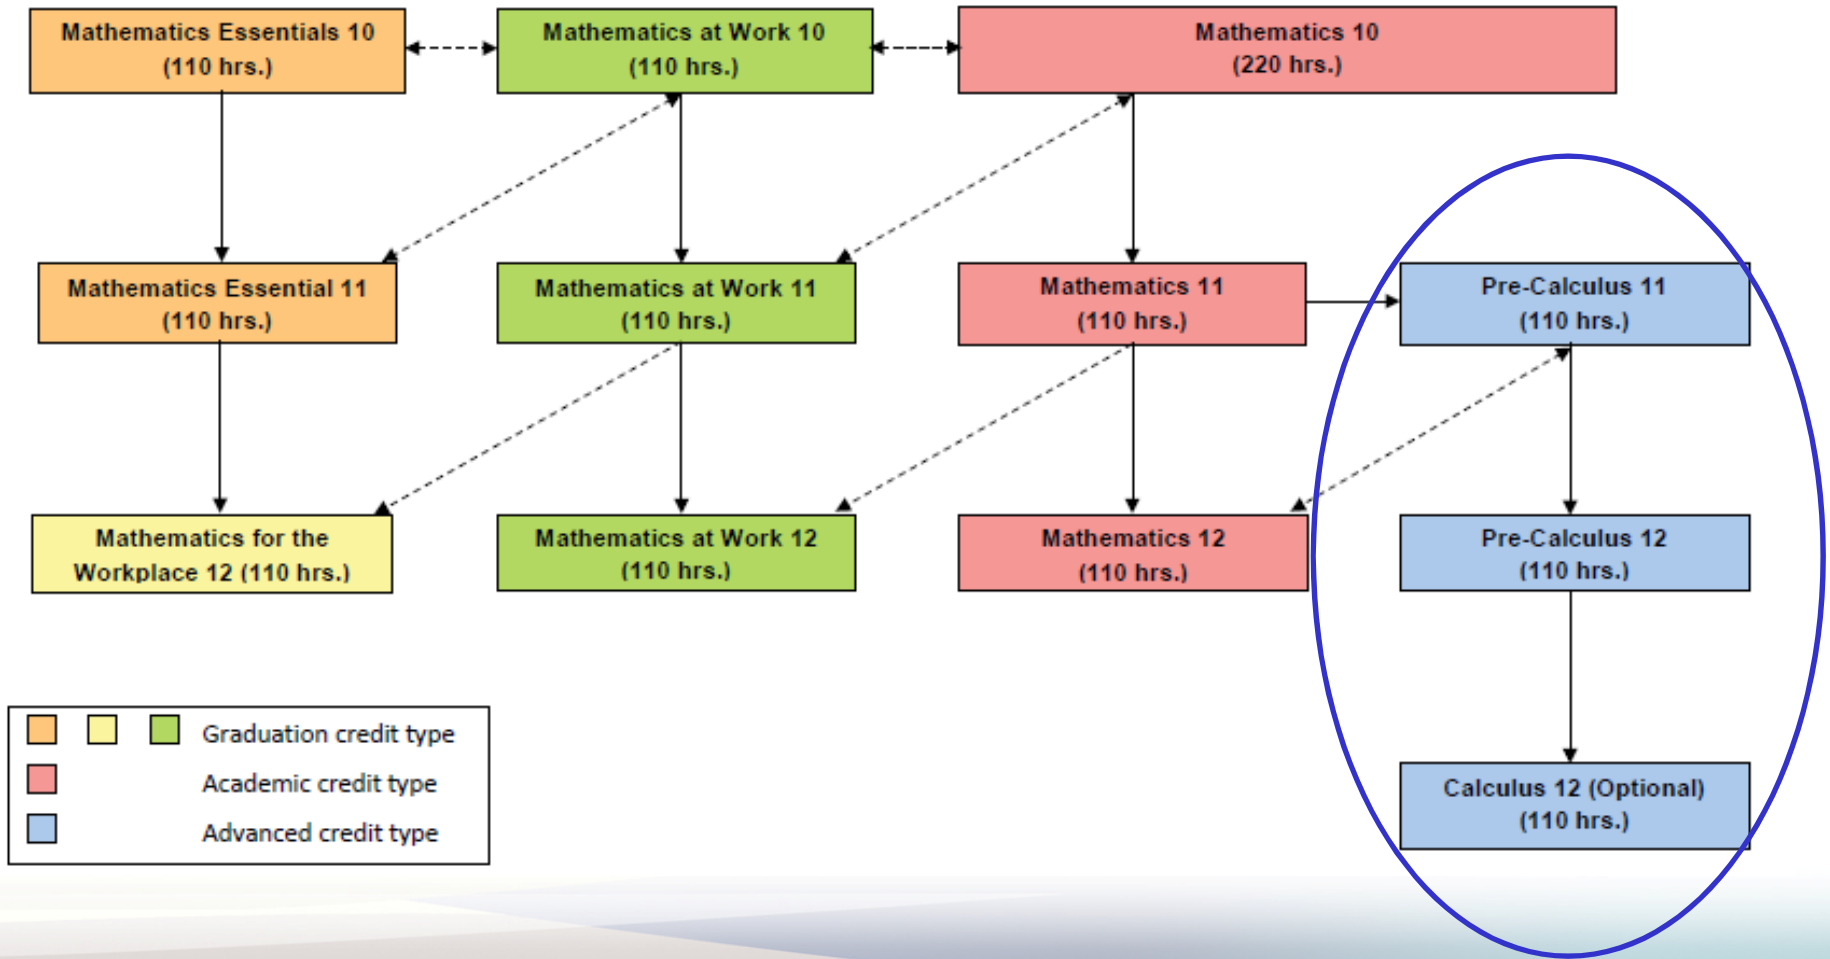 Mathematics Essentials 10
(110 hrs.)
Mathematics at Work 10
(110 hrs.)
Mathematics 10
(220 hrs.)
Mathematics Essential 11
(110 hrs.)
Mathematics at Work 11
(110 hrs.)
Mathematics 11
(110 hrs.)
Pre-Calculus 11
(110 hrs.)
Mathematics for the
Workplace 12 (110 hrs.)
Mathematics at Work 12
(110 hrs.)
Mathematics 12
(110 hrs.)
Pre-Calculus 12
(110 hrs.)
Calculus 12 (Optional)
(110 hrs.)
Graduation credit type
Academic credit type
Advanced credit type